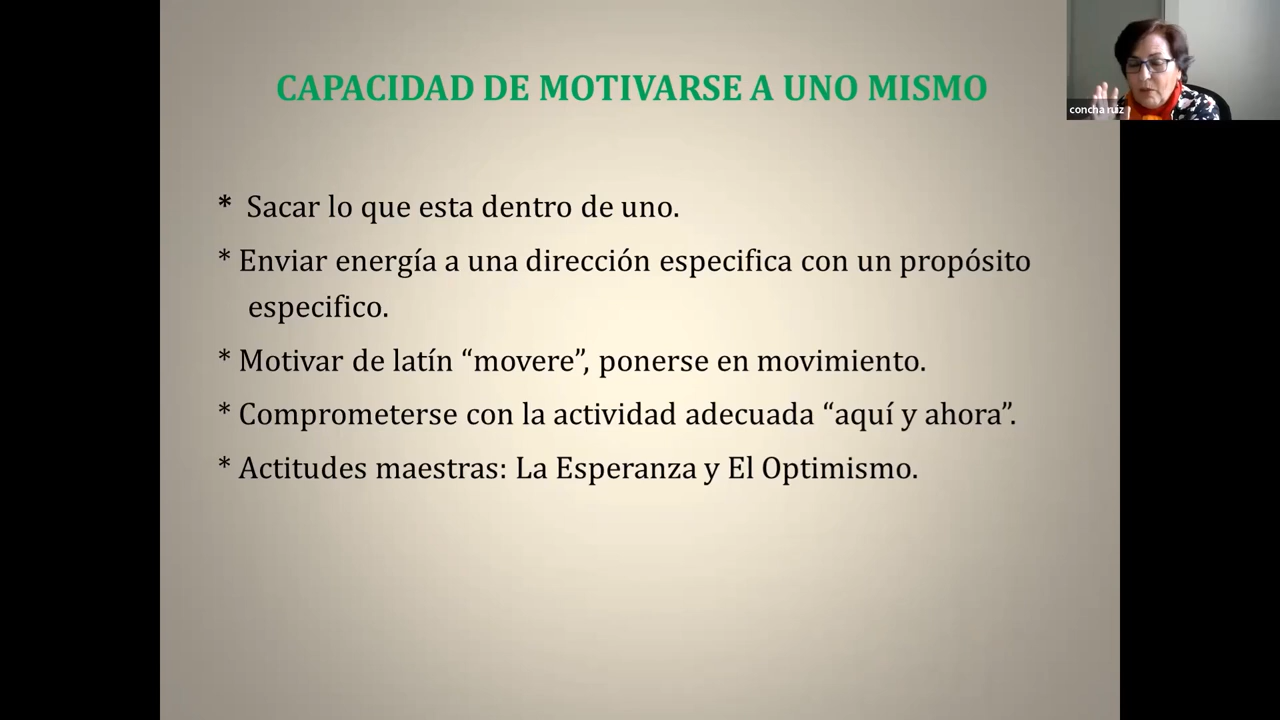 CAPACIDAD DE MOTIVARSE A UNO MISMO
concha ruiz
* Sacar lo que esta dentro de uno.
* Enviar energía a una dirección especifica con un propósito
especifico.
* Motivar de latín “movere”, ponerse en movimiento.
* Comprometerse con la actividad adecuada “aquí y ahora”.
* Actitudes maestras: La Esperanza y El Optimismo.